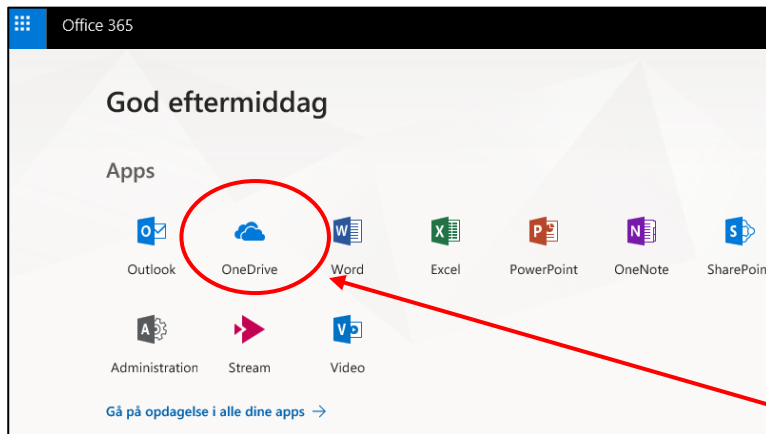 Office 365
God eftermiddag
Apps
Outlook OneDrive Word Excel PowerPoint OneNote SharePoin
Administration Stream Video
Gå på opdagelse i alle dine apps →